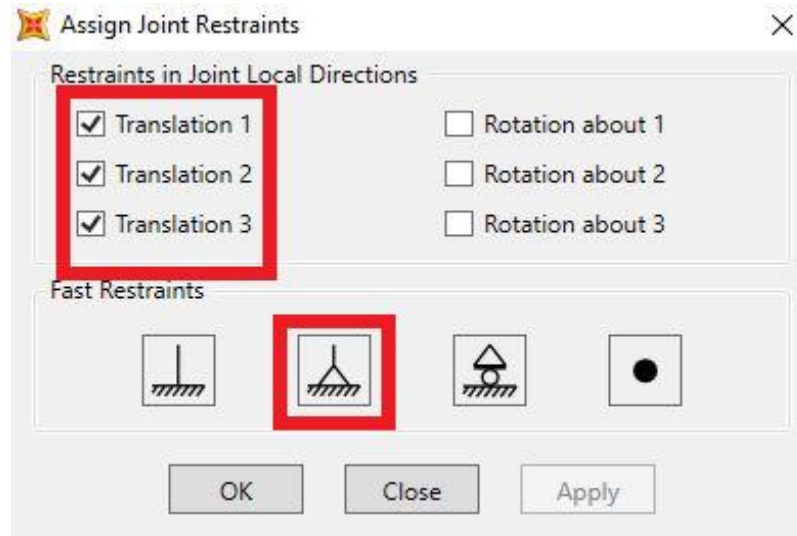 Assign Joint Restraints
Restraints in Joint Local Directions
Translation 1
Rotation about 1
Translation 2
Rotation about 2
Translation 3
Rotation about 3
Fast Restraints
OK
Close
Apply